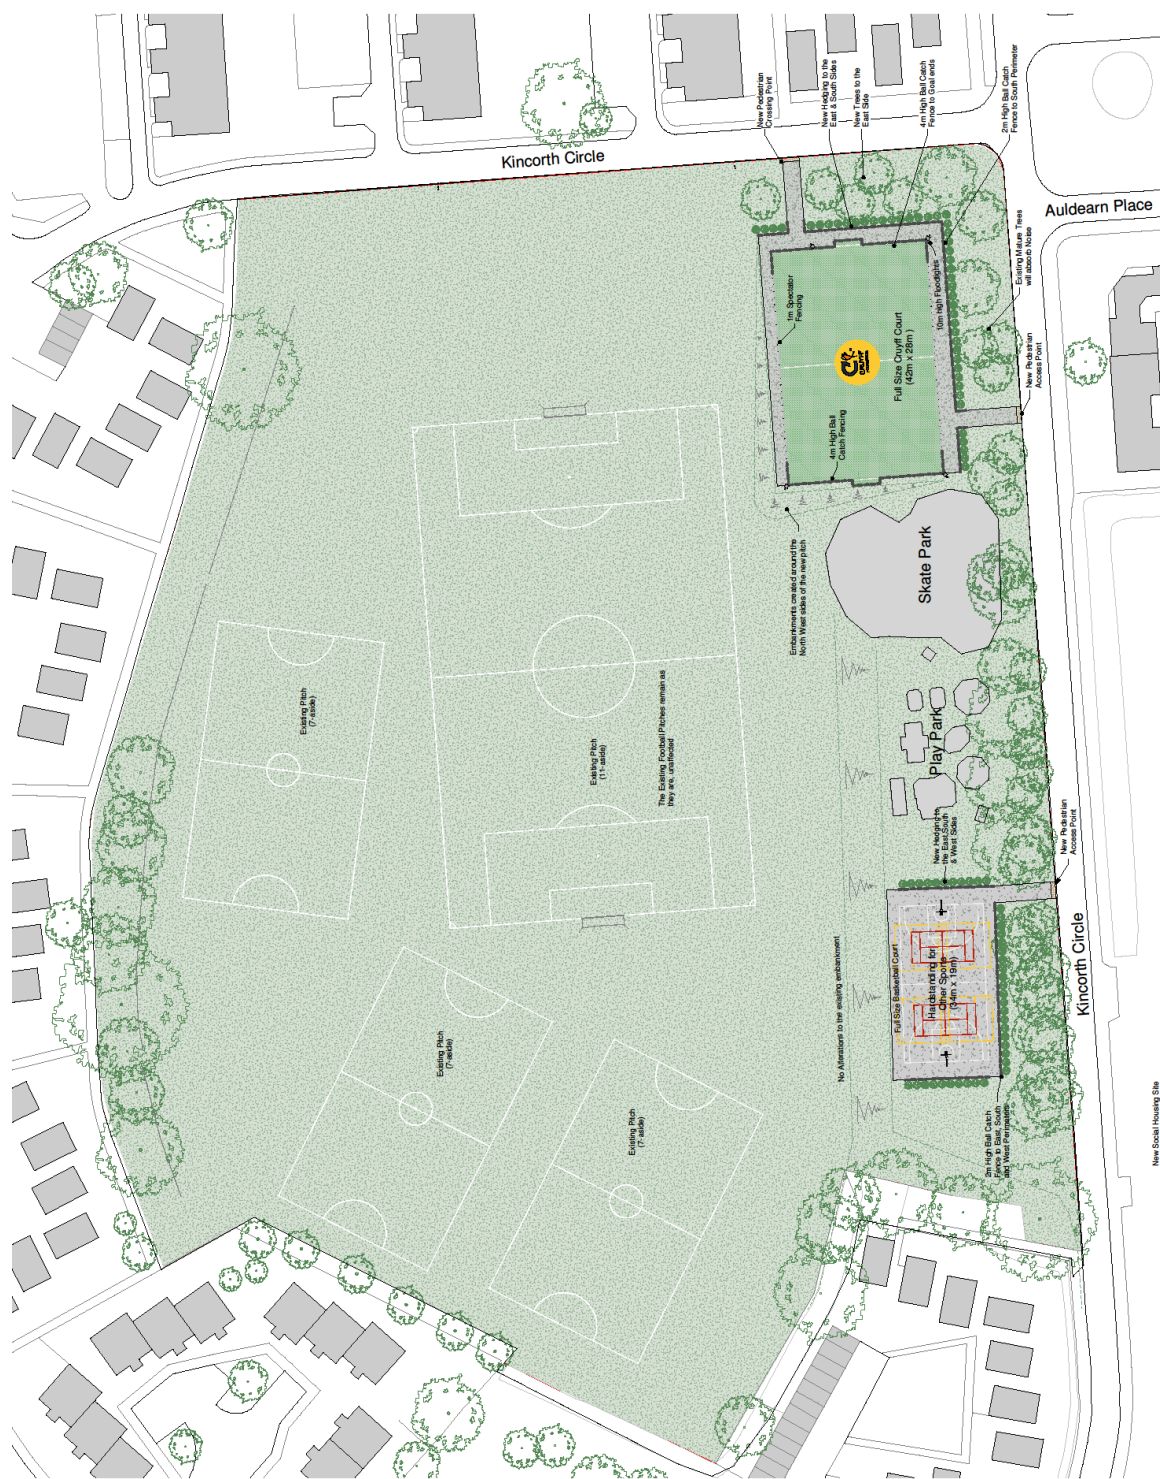 Kincorth Circle
New Pedestrian
Crossing Point
New Hedging to the
East & South Sides
New Trees to the
East Side
4m High Ball Catch
Fence to Goal ends
2m High Ball Catch
Fence to South Perimeter
Auldearn Place
Existing Mature Trees
will absorb Noise
1m Spectator
Fencing
10m high Floodlights
Full Size Cruyff Court
(42m x 28m)
CRUYFF
4m High Ball
Catch Fencing
New Pedestrian
Access Point
Embankments created around the
North West sides of the new pitch
Skate Park
Existing Pitch
(7-aside)
Existing Pitch
(11-aside)
The Existing Football Pitches remain as
they are, unaffected
Play Park
New Hedging to
the East, South
& West Sides
New Pedestrian
Access Point
No Alterations to the existing embankment
Full Size Basketball Court
Hardstanding for
Other Sports
(34m x 19m)
Kincorth Circle
Existing Pitch
(7-aside)
Existing Pitch
(7-aside)
2m High Ball Catch
Fence to East, South
and West Perimeters
New Social Housing Site